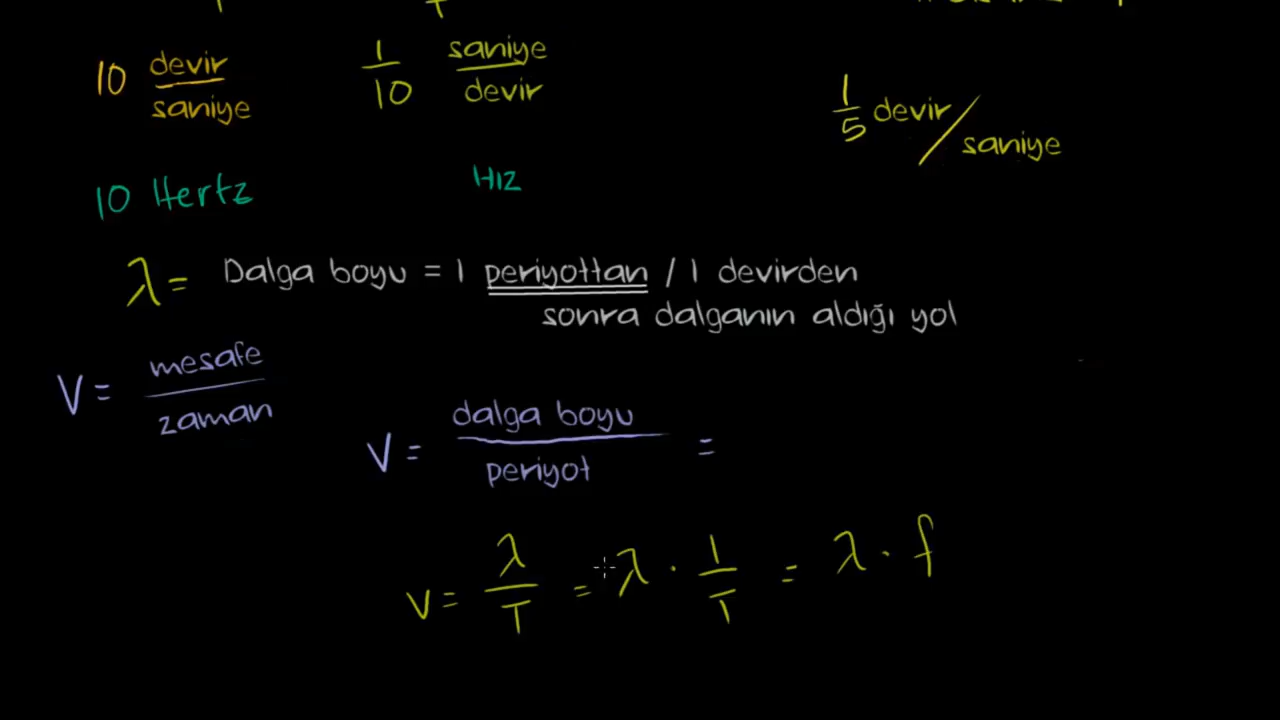 10 devir / saniye
1 / 10 saniye / devir
1/5 devir / saniye
10 Hertz
Hız
λ = Dalga boyu = 1 periyottan / 1 devirden
sonra dalganın aldığı yol
V = mesafe / zaman
V = dalga boyu / periyot =
v = λ / T = λ · 1 / T = λ · f